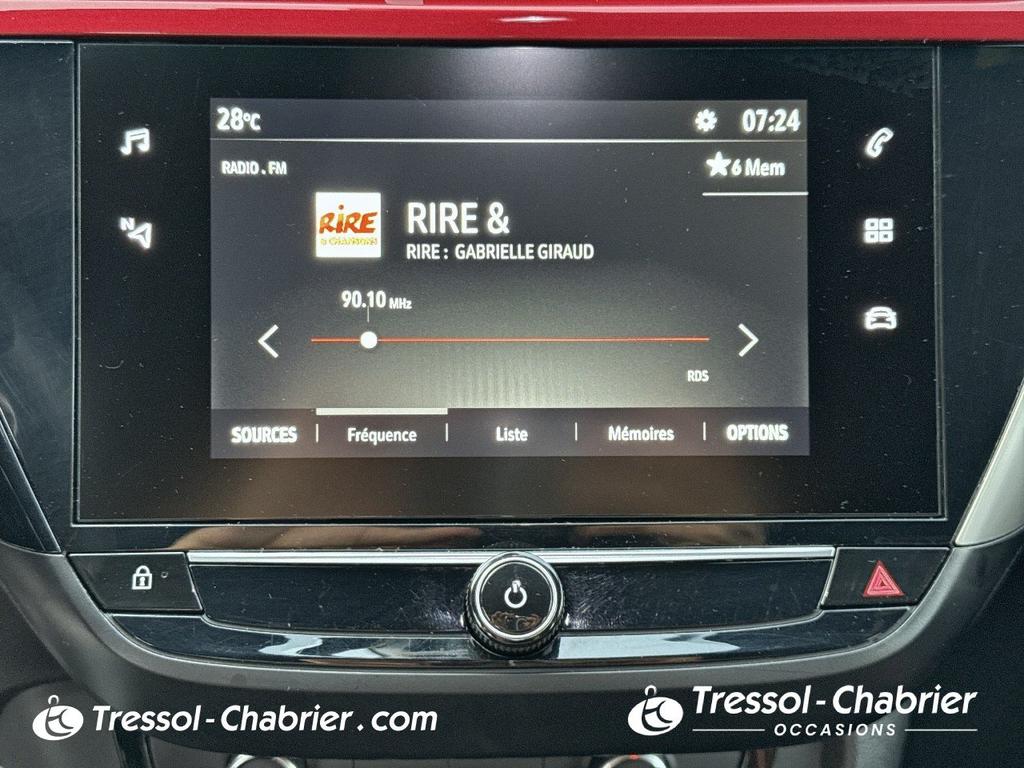 28°C 07:24
RADIO . FM ★6 Mem
RIRE
& CHANSONS
RIRE &
RIRE : GABRIELLE GIRAUD
90.10 MHz
RDS
SOURCES | Fréquence | Liste | Mémoires | OPTIONS
N
Tressol-Chabrier.com
Tressol-Chabrier
OCCASIONS